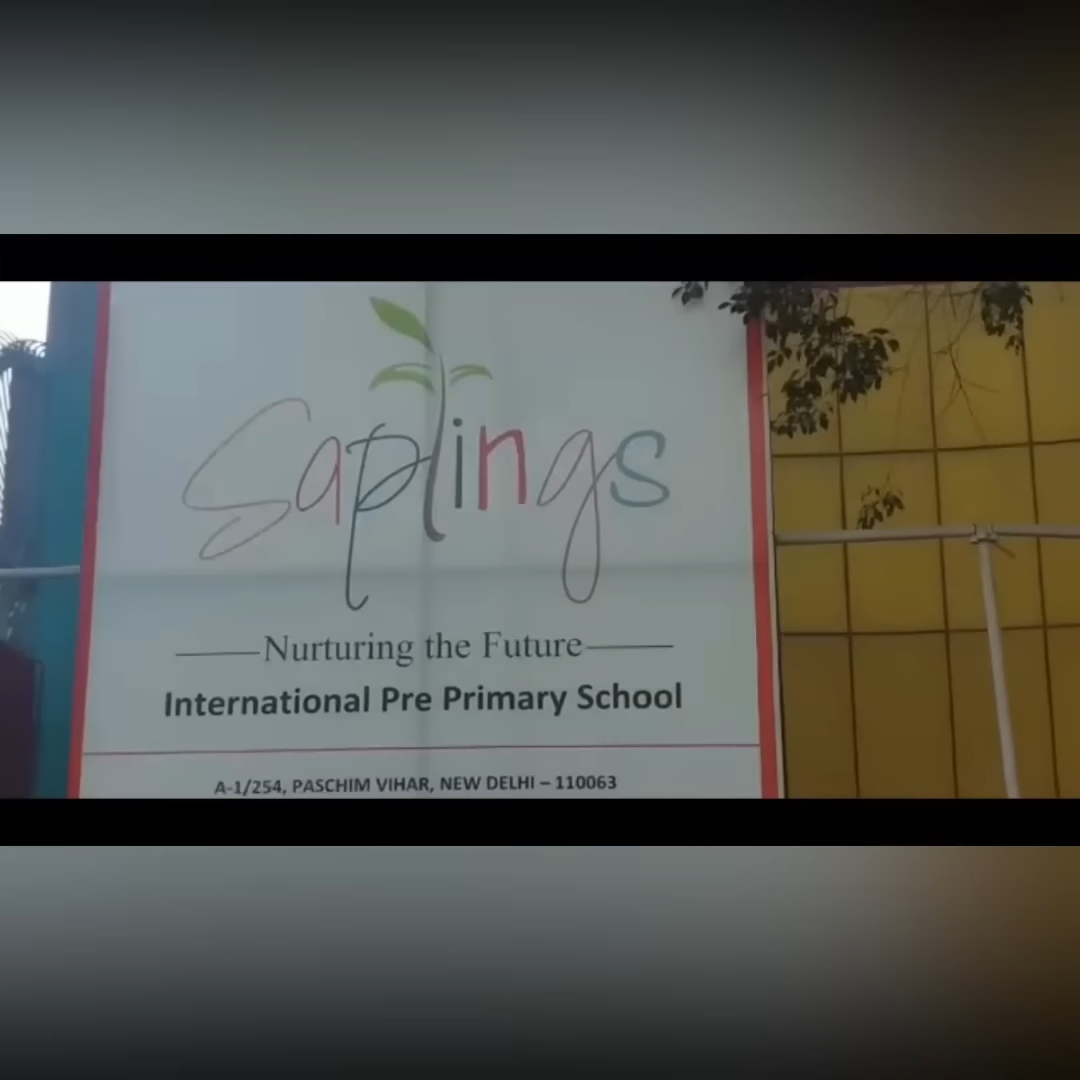 Saplings
Nurturing the Future
International Pre Primary School
A-1/254, PASCHIM VIHAR, NEW DELHI – 110063